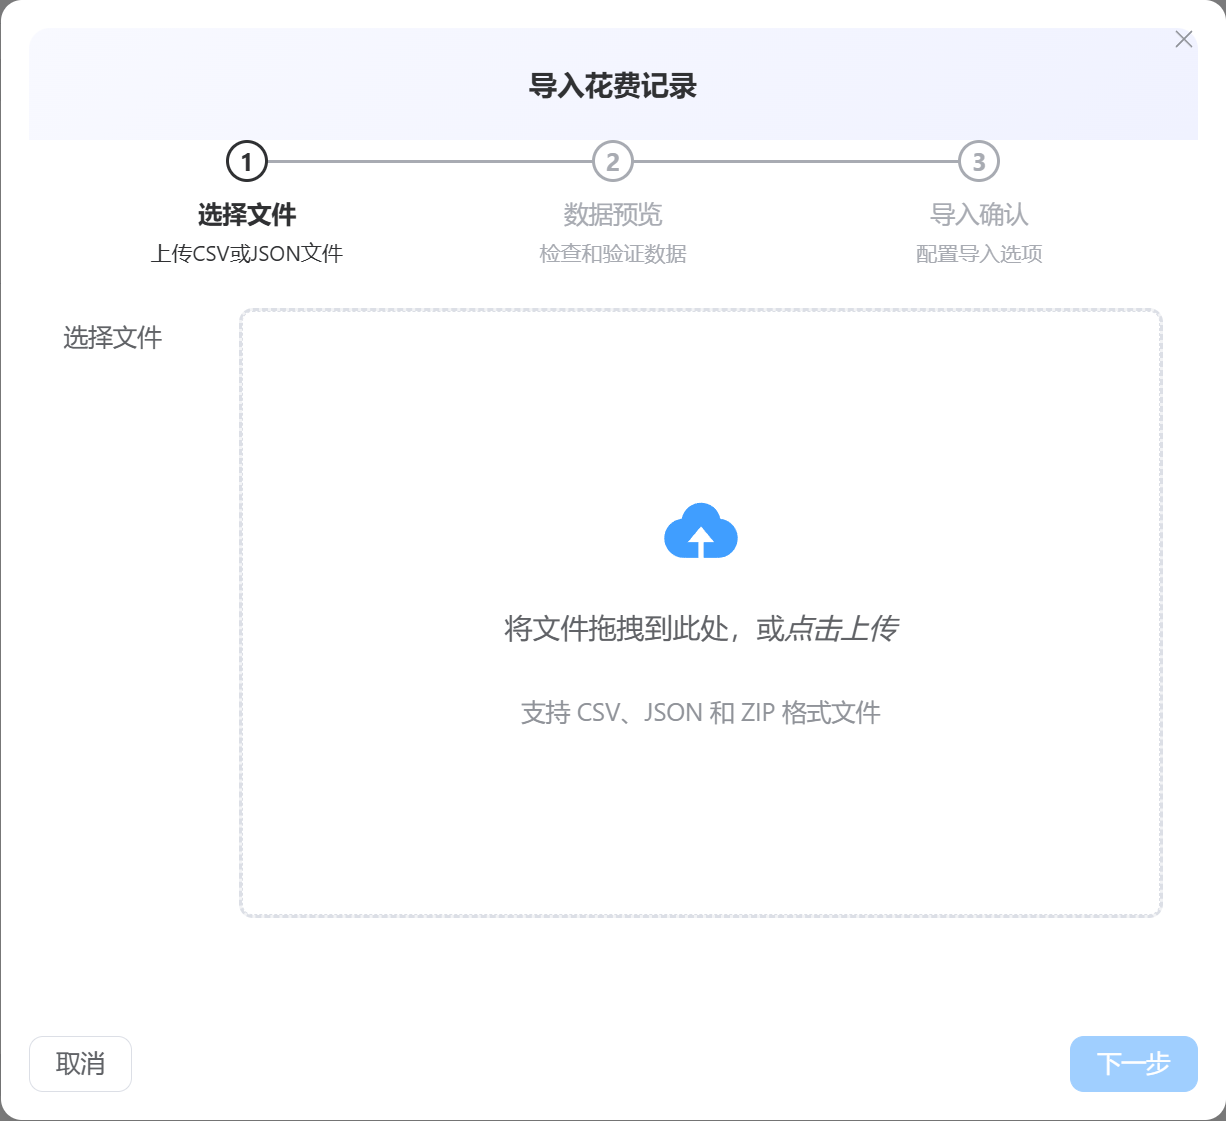 导入花费记录
1
2
3
选择文件
数据预览
导入确认
上传CSV或JSON文件
检查和验证数据
配置导入选项
选择文件
将文件拖拽到此处，或点击上传
支持 CSV、JSON 和 ZIP 格式文件
取消
下一步